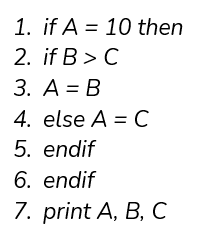 1. if A = 10 then
2. if B > C
3. A = B
4. else A = C
5. endif
6. endif
7. print A, B, C